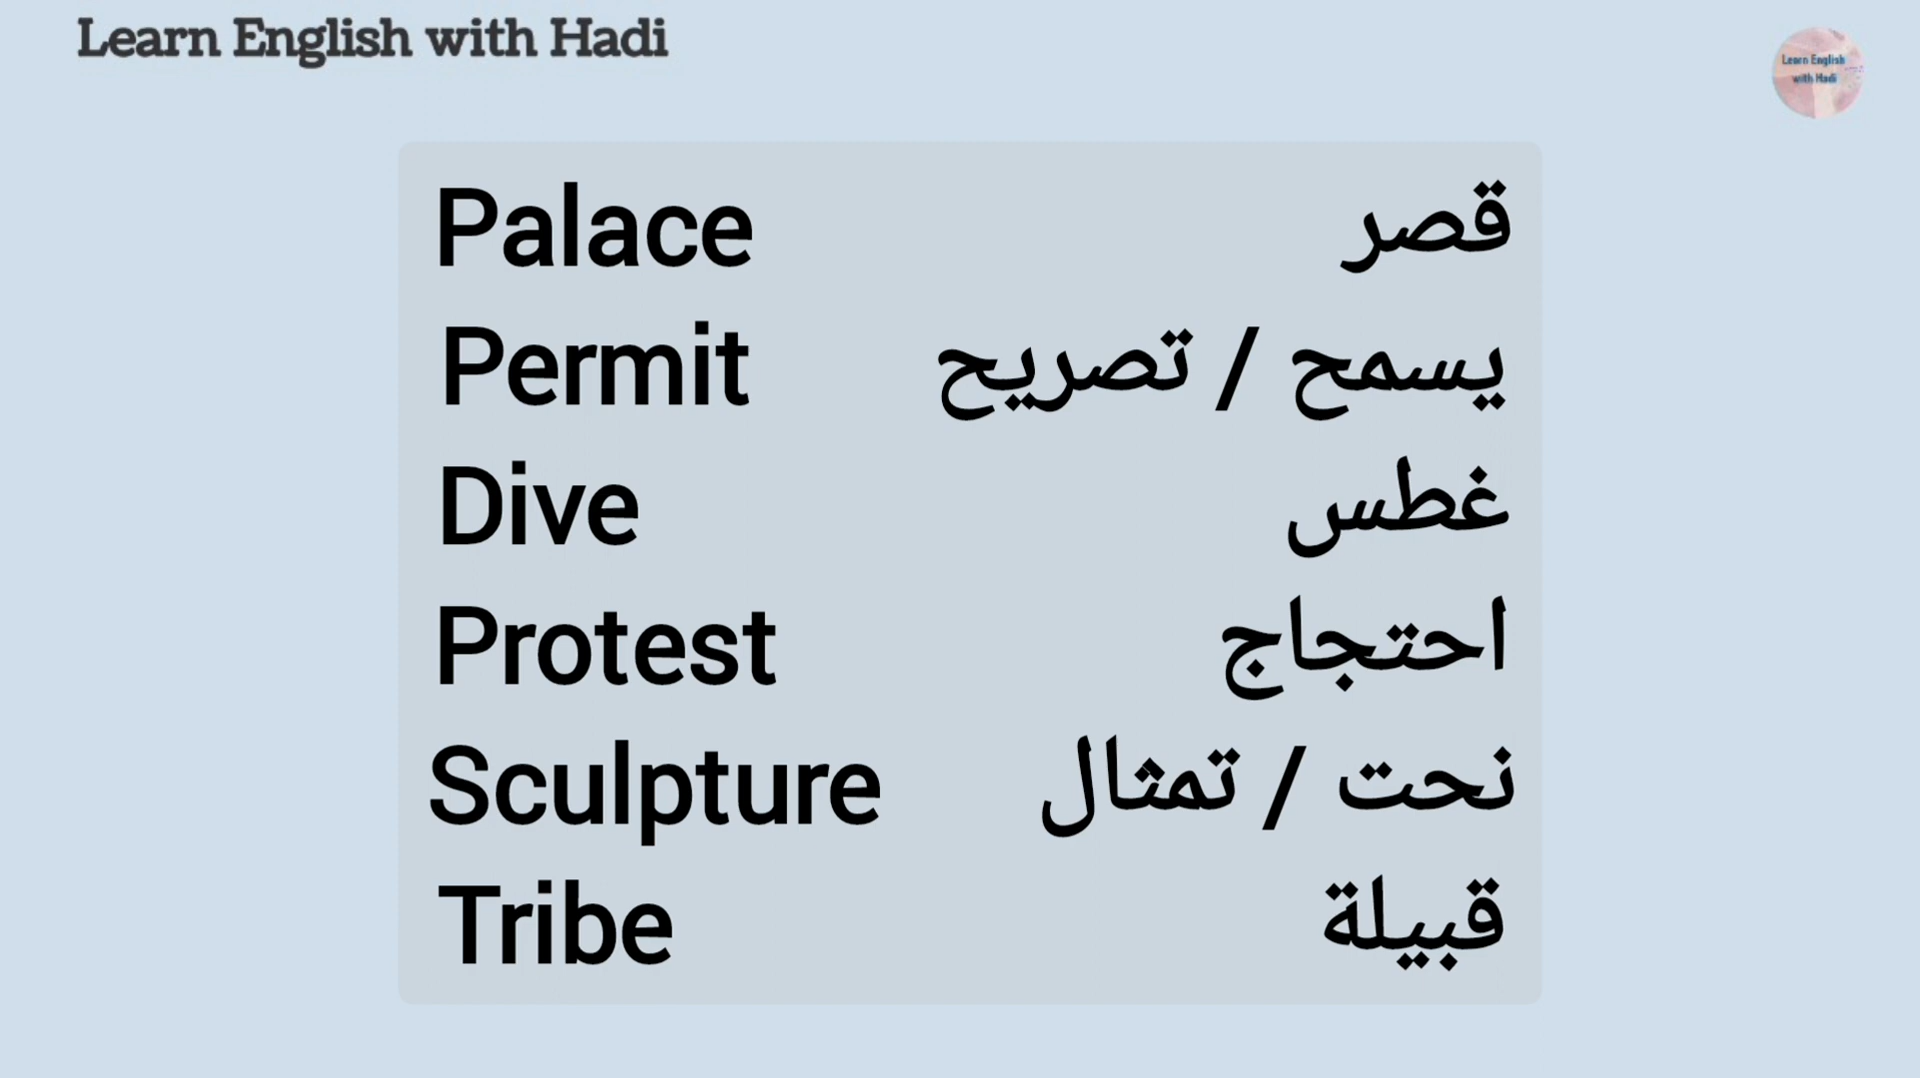 Learn English with Hadi
Learn English
with Hadi
Palace قصر
Permit يسمح / تصريح
Dive غطس
Protest احتجاج
Sculpture نحت / تمثال
Tribe قبيلة